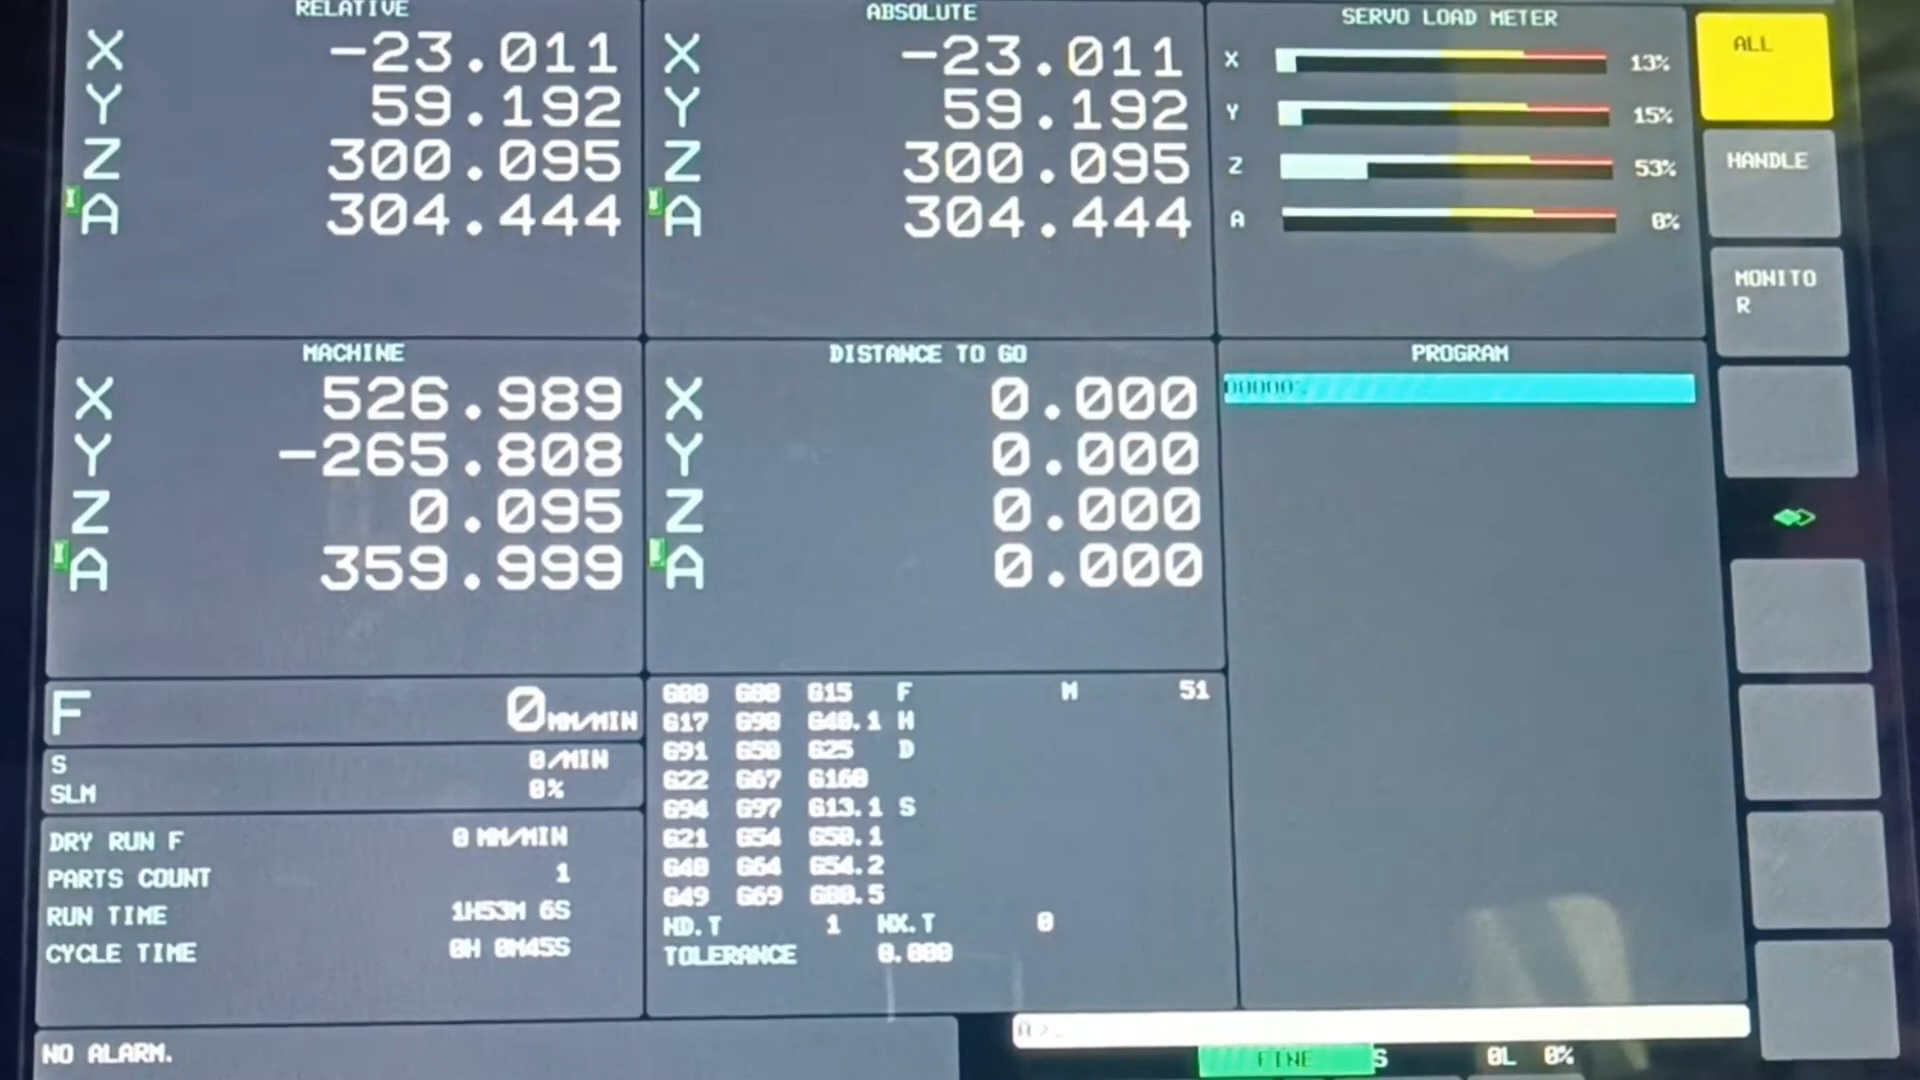 RELATIVE
X -23.011
Y 59.192
Z 300.095
A 304.444
ABSOLUTE
X -23.011
Y 59.192
Z 300.095
A 304.444
SERVO LOAD METER
X 13%
Y 15%
Z 53%
A 0%
ALL
HANDLE
MONITO
R
MACHINE
X 526.989
Y -265.808
Z 0.095
A 359.999
DISTANCE TO GO
X 0.000
Y 0.000
Z 0.000
A 0.000
PROGRAM
F 0 MM/MIN
S 0/MIN
SLM 0%
DRY RUN F 0 MM/MIN
PARTS COUNT 1
RUN TIME 1H53M 6S
CYCLE TIME 0H 0M45S
G15 F M 51
G17 G40.1 H
G91 G50 G25 D
G22 G67 G160
G94 G97 G13.1 S
G21 G54 G50.1
G40 G64 G54.2
G49 G69 G80.5
HD.T 1 NX.T 0
TOLERANCE 0.000
NO ALARM.
A>_
FINE S 0L 0%